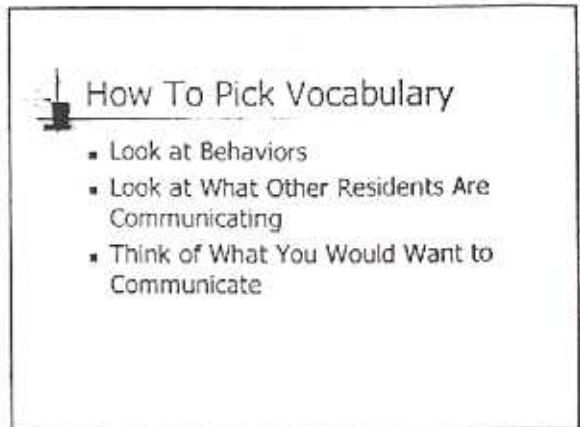 How To Pick Vocabulary
▪ Look at Behaviors
▪ Look at What Other Residents Are
Communicating
▪ Think of What You Would Want to
Communicate